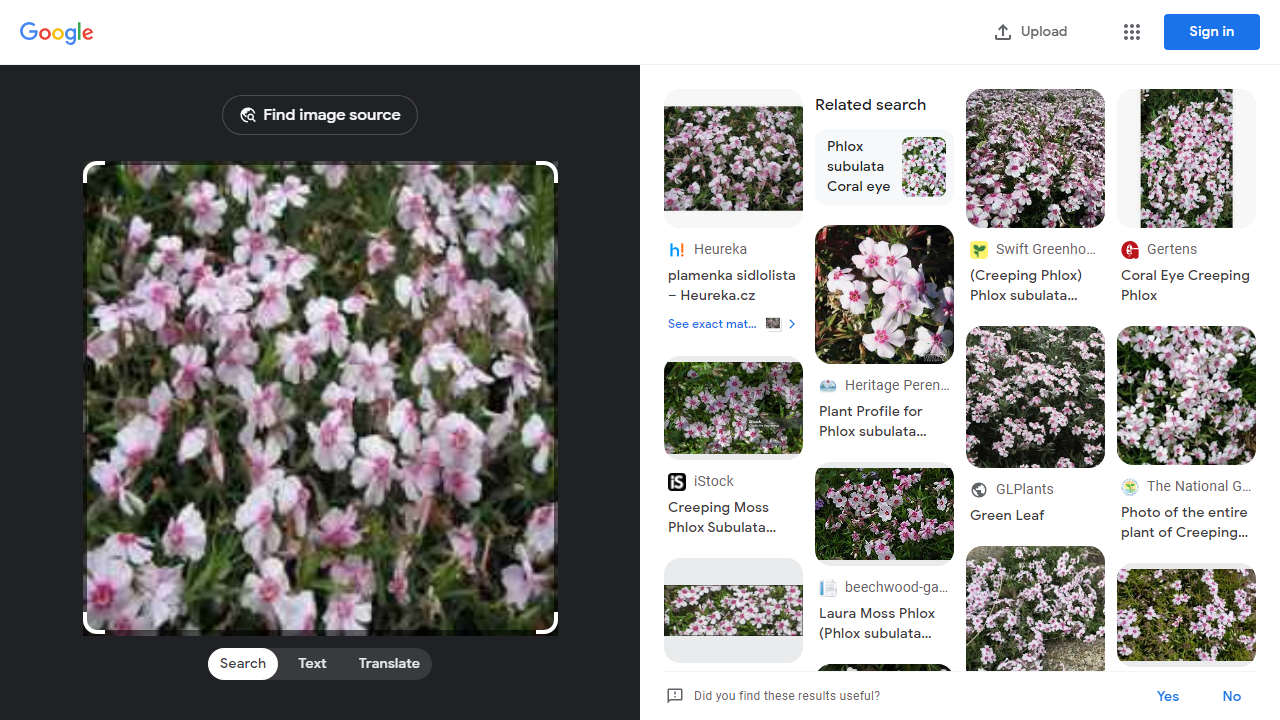 Google
Upload
Sign in
Find image source
Search
Text
Translate
Heureka
plamenka sidlolista
– Heureka.cz
See exact mat...
iStock
Creeping Moss
Phlox Subulata...
Related search
Phlox
subulata
Coral eye
Heritage Peren...
Plant Profile for
Phlox subulata...
beechwood-ga...
Laura Moss Phlox
(Phlox subulata...
Swift Greenho...
(Creeping Phlox)
Phlox subulata...
GLPlants
Green Leaf
Gertens
Coral Eye Creeping
Phlox
The National G...
Photo of the entire
plant of Creeping...
Did you find these results useful?
Yes
No